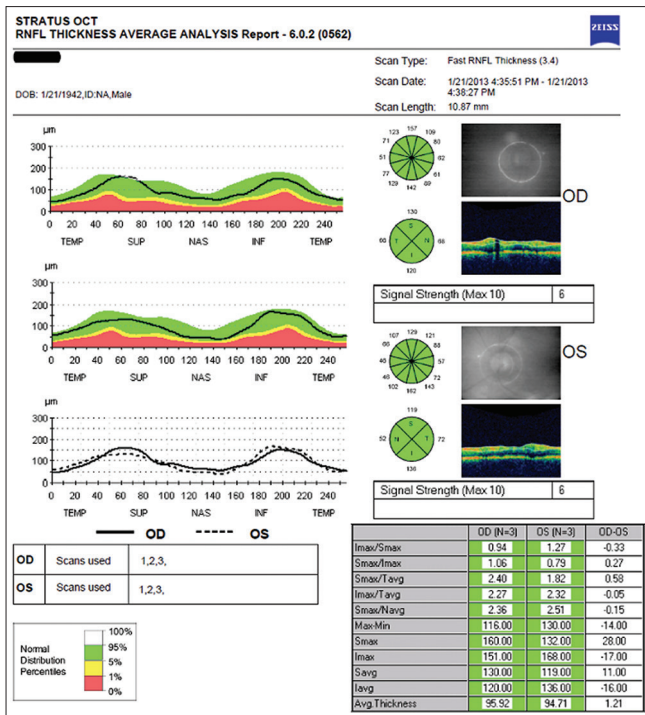 STRATUS OCT
RNFL THICKNESS AVERAGE ANALYSIS Report - 6.0.2 (0562)
ZEISS
DOB: 1/21/1942,ID:NA,Male
Scan Type: Fast RNFL Thickness (3.4)
Scan Date: 1/21/2013 4:35:51 PM - 1/21/2013
4:38:27 PM
Scan Length: 10.87 mm
µm
300
200
100
0
0 20 40 60 80 100 120 140 160 180 200 220 240
TEMP SUP NAS INF TEMP
123 157 109
71 80
51 62
77 61
129 142 89
OD
130
66 T S N I 68
120
Signal Strength (Max 10) 6
µm
300
200
100
0
0 20 40 60 80 100 120 140 160 180 200 220 240
TEMP SUP NAS INF TEMP
107 129 121
66 88
46 57
46 72
102 162 143
OS
119
52 N S T I 72
136
Signal Strength (Max 10) 6
µm
300
200
100
0
0 20 40 60 80 100 120 140 160 180 200 220 240
TEMP SUP NAS INF TEMP
OD OS
OD Scans used 1,2,3,
OS Scans used 1,2,3,
Normal
Distribution
Percentiles
100%
95%
5%
1%
0%
OD (N=3) OS (N=3) OD-OS
Imax/Smax 0.94 1.27 -0.33
Smax/Imax 1.06 0.79 0.27
Smax/Tavg 2.40 1.82 0.58
Imax/Tavg 2.27 2.32 -0.05
Smax/Navg 2.36 2.51 -0.15
Max-Min 116.00 130.00 -14.00
Smax 160.00 132.00 28.00
Imax 151.00 168.00 -17.00
Savg 130.00 119.00 11.00
Iavg 120.00 136.00 -16.00
Avg.Thickness 95.92 94.71 1.21